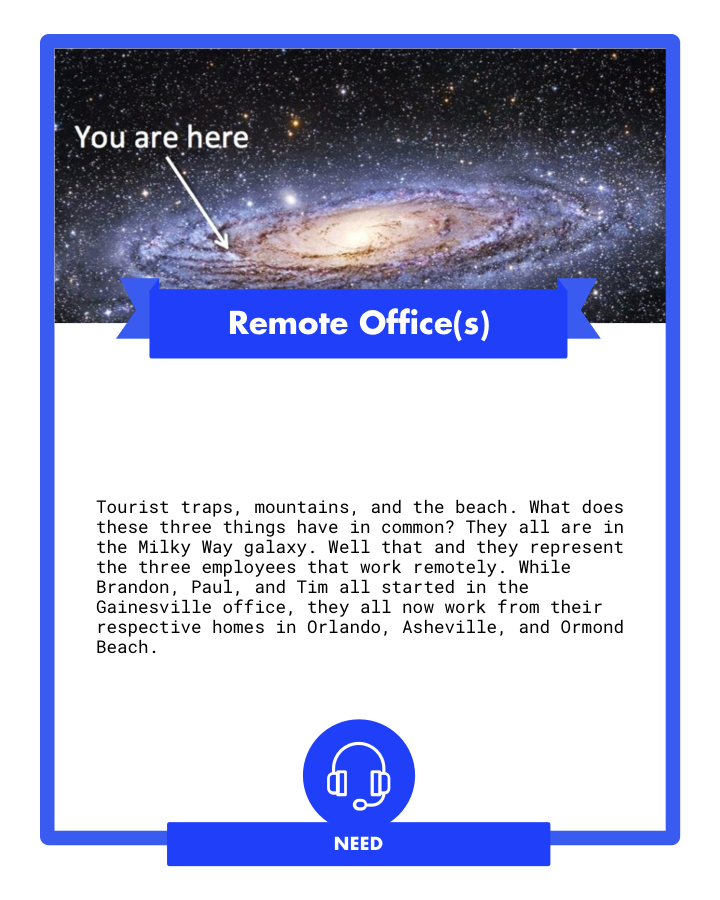 You are here
Remote Office(s)
Tourist traps, mountains, and the beach. What does
these three things have in common? They all are in
the Milky Way galaxy. Well that and they represent
the three employees that work remotely. While
Brandon, Paul, and Tim all started in the
Gainesville office, they all now work from their
respective homes in Orlando, Asheville, and Ormond
Beach.
NEED